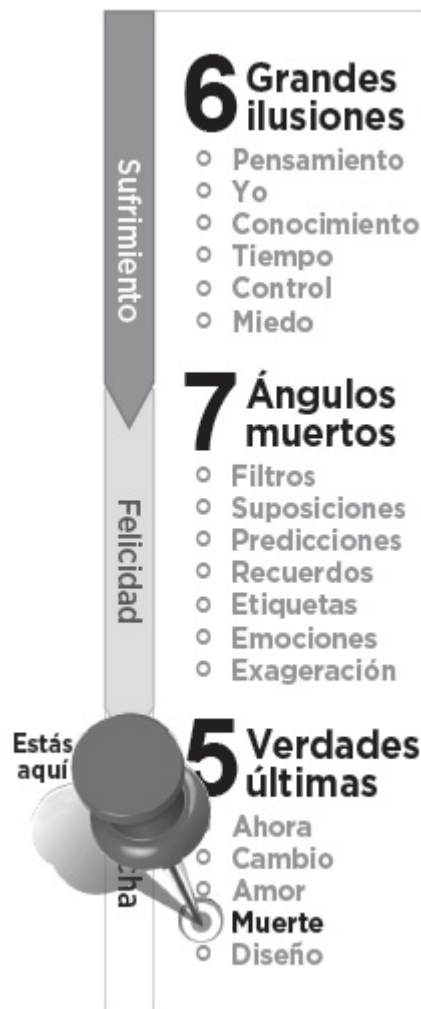 Sufrimiento
6 Grandes
ilusiones
Pensamiento
Yo
Conocimiento
Tiempo
Control
Miedo
Felicidad
7 Ángulos
muertos
Filtros
Suposiciones
Predicciones
Recuerdos
Etiquetas
Emociones
Exageración
Estás
aquí
5 Verdades
últimas
Ahora
Cambio
Amor
Muerte
Diseño